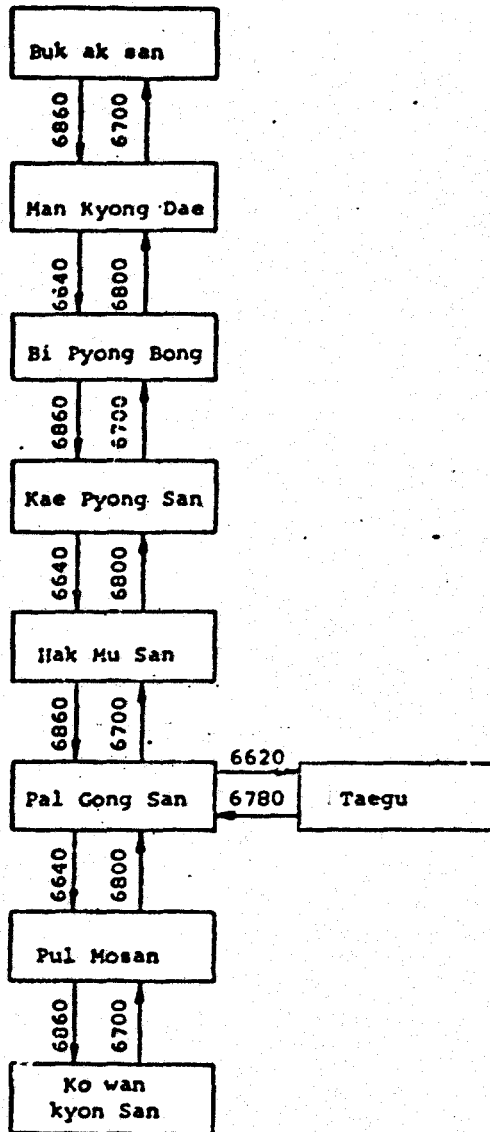 Buk ak san
6860 6700
Man Kyong Dae
6640 6800
Bi Pyong Bong
6860 6700
Kae Pyong San
6640 6800
Hak Mu San
6860 6700
6620
Pal Gong San 6780 Taegu
6640 6800
Pul Mosan
6860 6700
Ko wan
kyon San